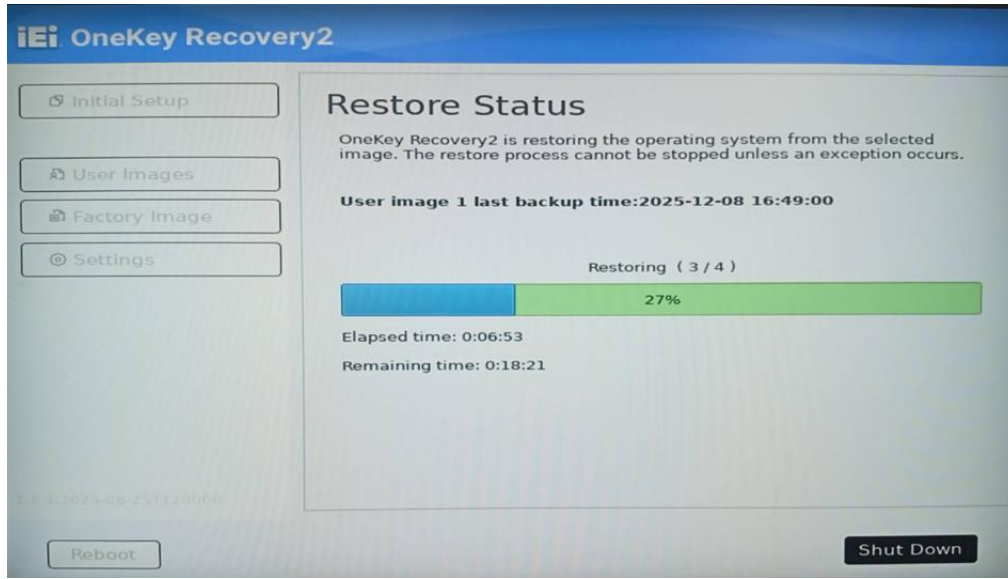 iEi OneKey Recovery2
Initial Setup
User Images
Factory Image
Settings
Restore Status
OneKey Recovery2 is restoring the operating system from the selected
image. The restore process cannot be stopped unless an exception occurs.
User image 1 last backup time:2025-12-08 16:49:00
Restoring ( 3 / 4 )
27%
Elapsed time: 0:06:53
Remaining time: 0:18:21
Reboot
Shut Down